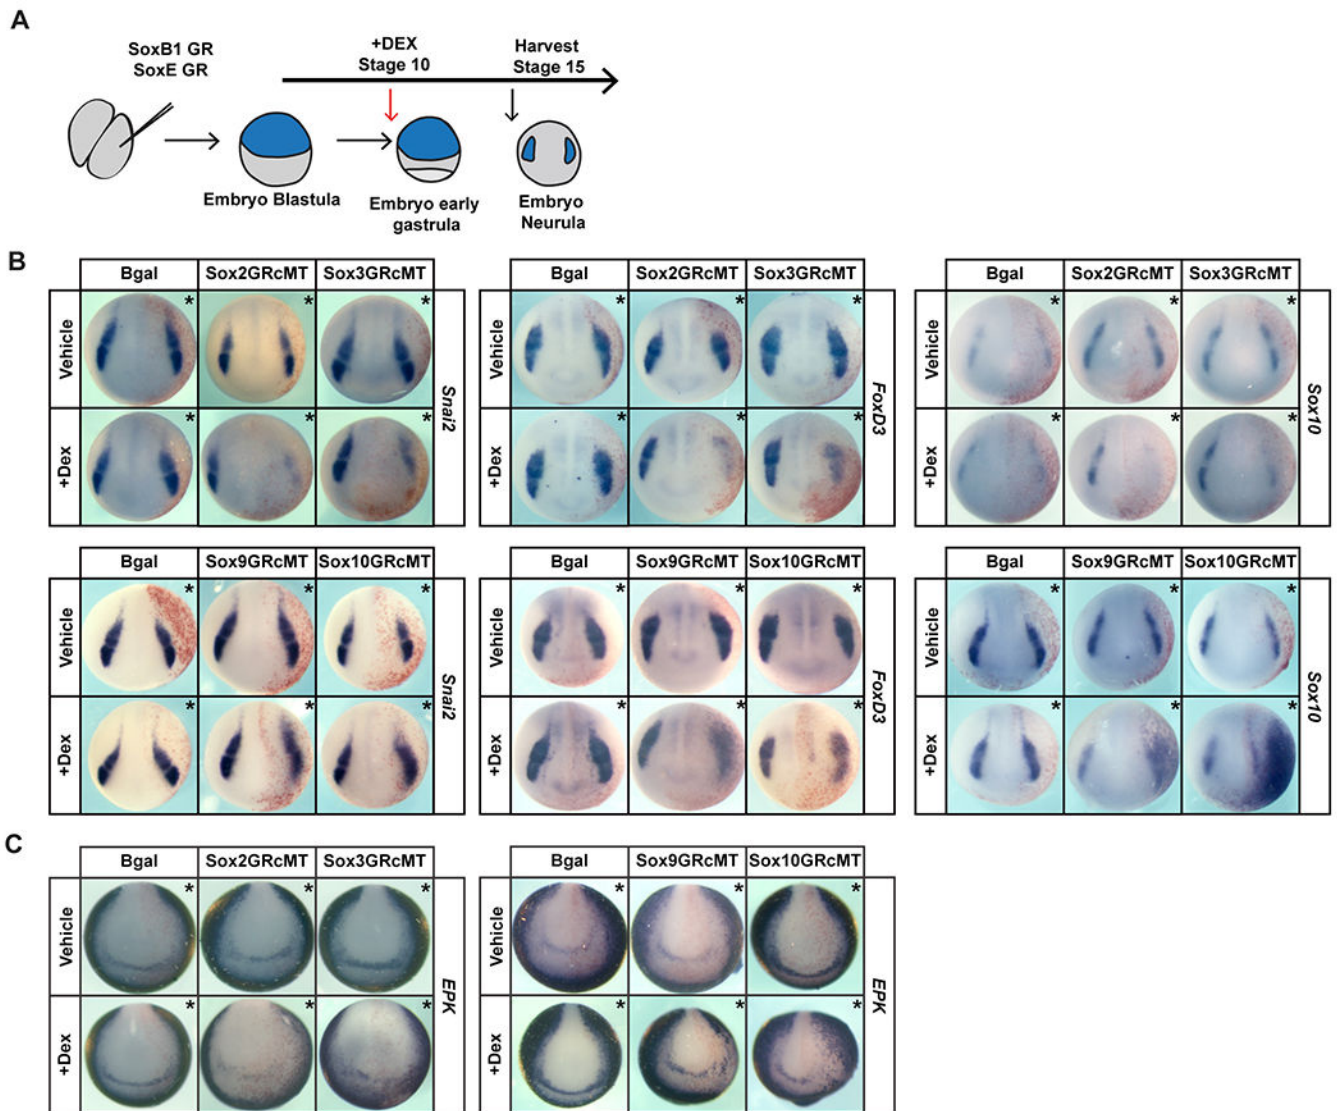 A
SoxB1 GR
SoxE GR
+DEX
Stage 10
Harvest
Stage 15
Embryo Blastula
Embryo early
gastrula
Embryo
Neurula
B
Bgal Sox2GRcMT Sox3GRcMT
Vehicle * * *
+Dex * * *
Snai2
Bgal Sox2GRcMT Sox3GRcMT
* * *
* * *
FoxD3
Bgal Sox2GRcMT Sox3GRcMT
Vehicle * * *
+Dex * * *
Sox10
Bgal Sox9GRcMT Sox10GRcMT
Vehicle * * *
+Dex * * *
Snai2
Bgal Sox9GRcMT Sox10GRcMT
Vehicle * * *
+Dex * * *
FoxD3
Bgal Sox9GRcMT Sox10GRcMT
Vehicle * * *
+Dex * * *
Sox10
C
Bgal Sox2GRcMT Sox3GRcMT
Vehicle * * *
+Dex * * *
EPK
Bgal Sox9GRcMT Sox10GRcMT
Vehicle * * *
+Dex * * *
EPK